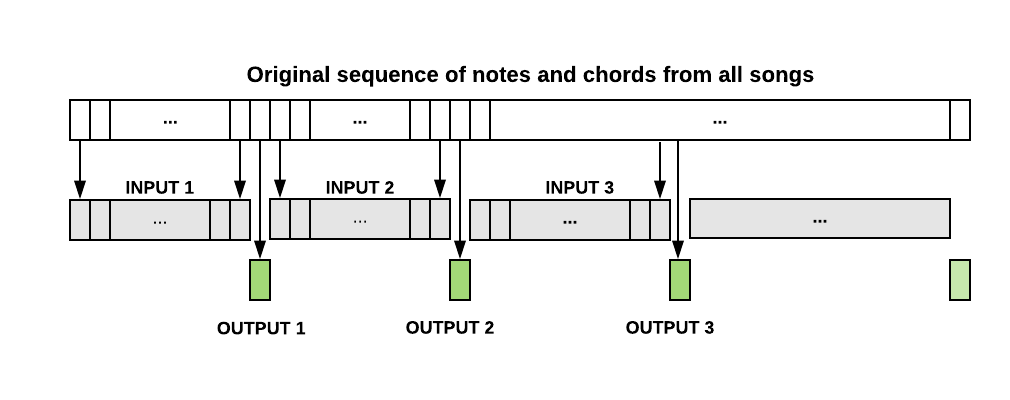 Original sequence of notes and chords from all songs
... ... ...
INPUT 1 INPUT 2 INPUT 3
... ... ... ...
OUTPUT 1 OUTPUT 2 OUTPUT 3